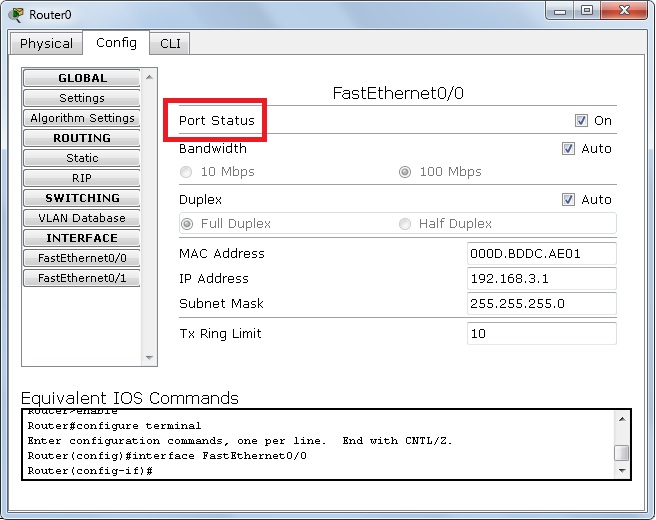 Router0
Physical Config CLI
GLOBAL
Settings
Algorithm Settings
ROUTING
Static
RIP
SWITCHING
VLAN Database
INTERFACE
FastEthernet0/0
FastEthernet0/1
FastEthernet0/0
Port Status On
Bandwidth Auto
10 Mbps 100 Mbps
Duplex Auto
Full Duplex Half Duplex
MAC Address 000D.BDDC.AE01
IP Address 192.168.3.1
Subnet Mask 255.255.255.0
Tx Ring Limit 10
Equivalent IOS Commands
Router>enable
Router#configure terminal
Enter configuration commands, one per line. End with CNTL/Z.
Router(config)#interface FastEthernet0/0
Router(config-if)#